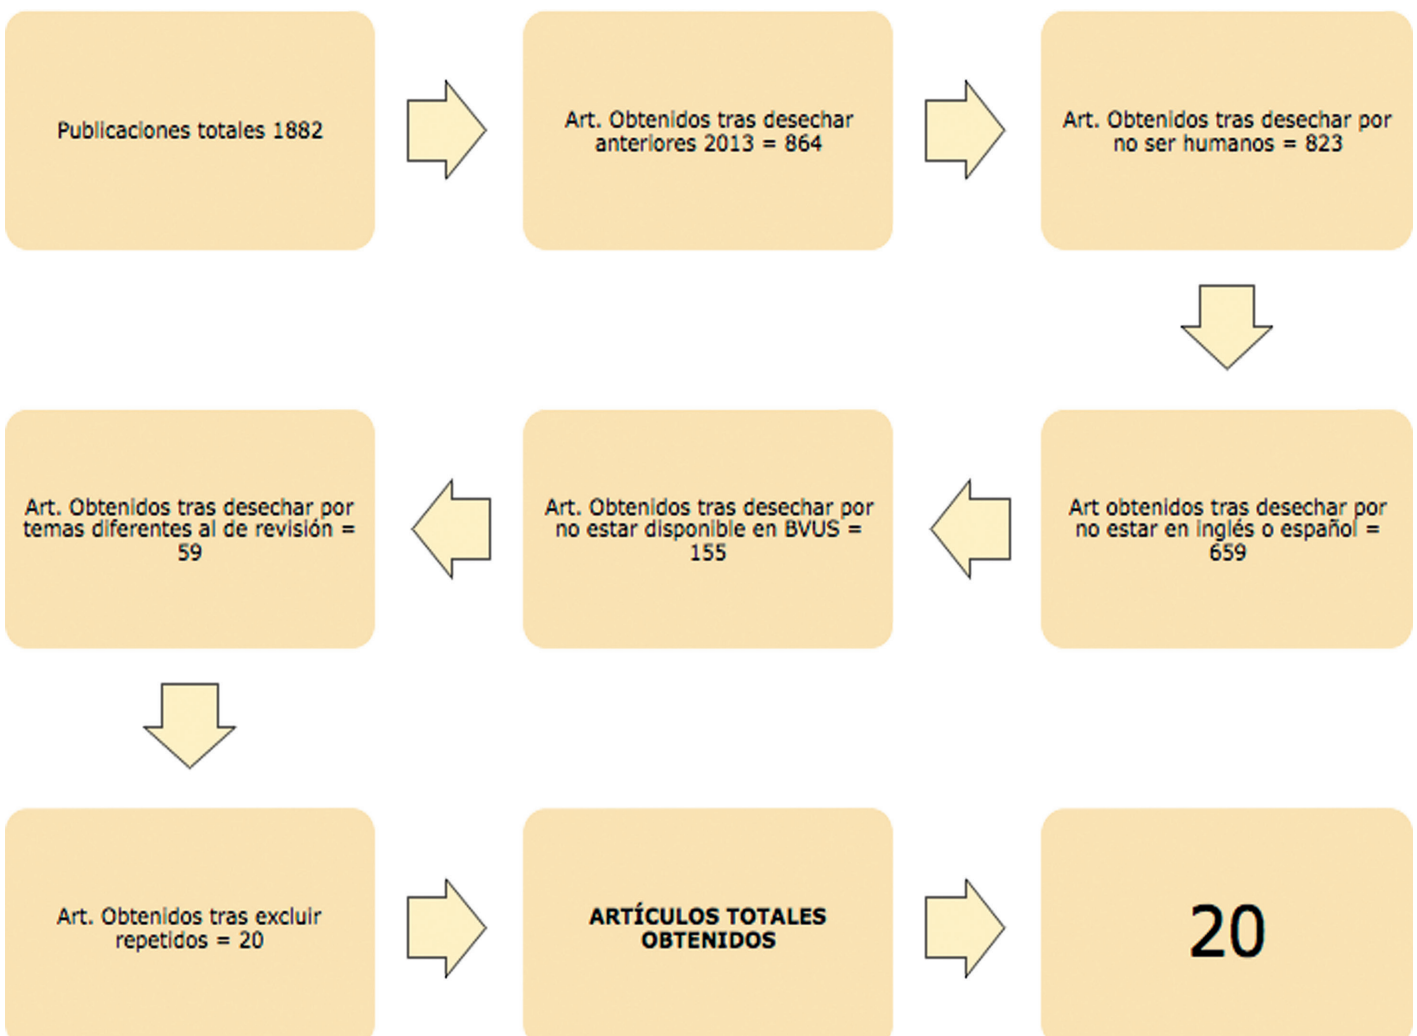 Publicaciones totales 1882
Art. Obtenidos tras desechar
anteriores 2013 = 864
Art. Obtenidos tras desechar por
no ser humanos = 823
Art obtenidos tras desechar por
no estar en inglés o español =
659
Art. Obtenidos tras desechar por
no estar disponible en BVUS =
155
Art. Obtenidos tras desechar por
temas diferentes al de revisión =
59
Art. Obtenidos tras excluir
repetidos = 20
ARTÍCULOS TOTALES
OBTENIDOS
20